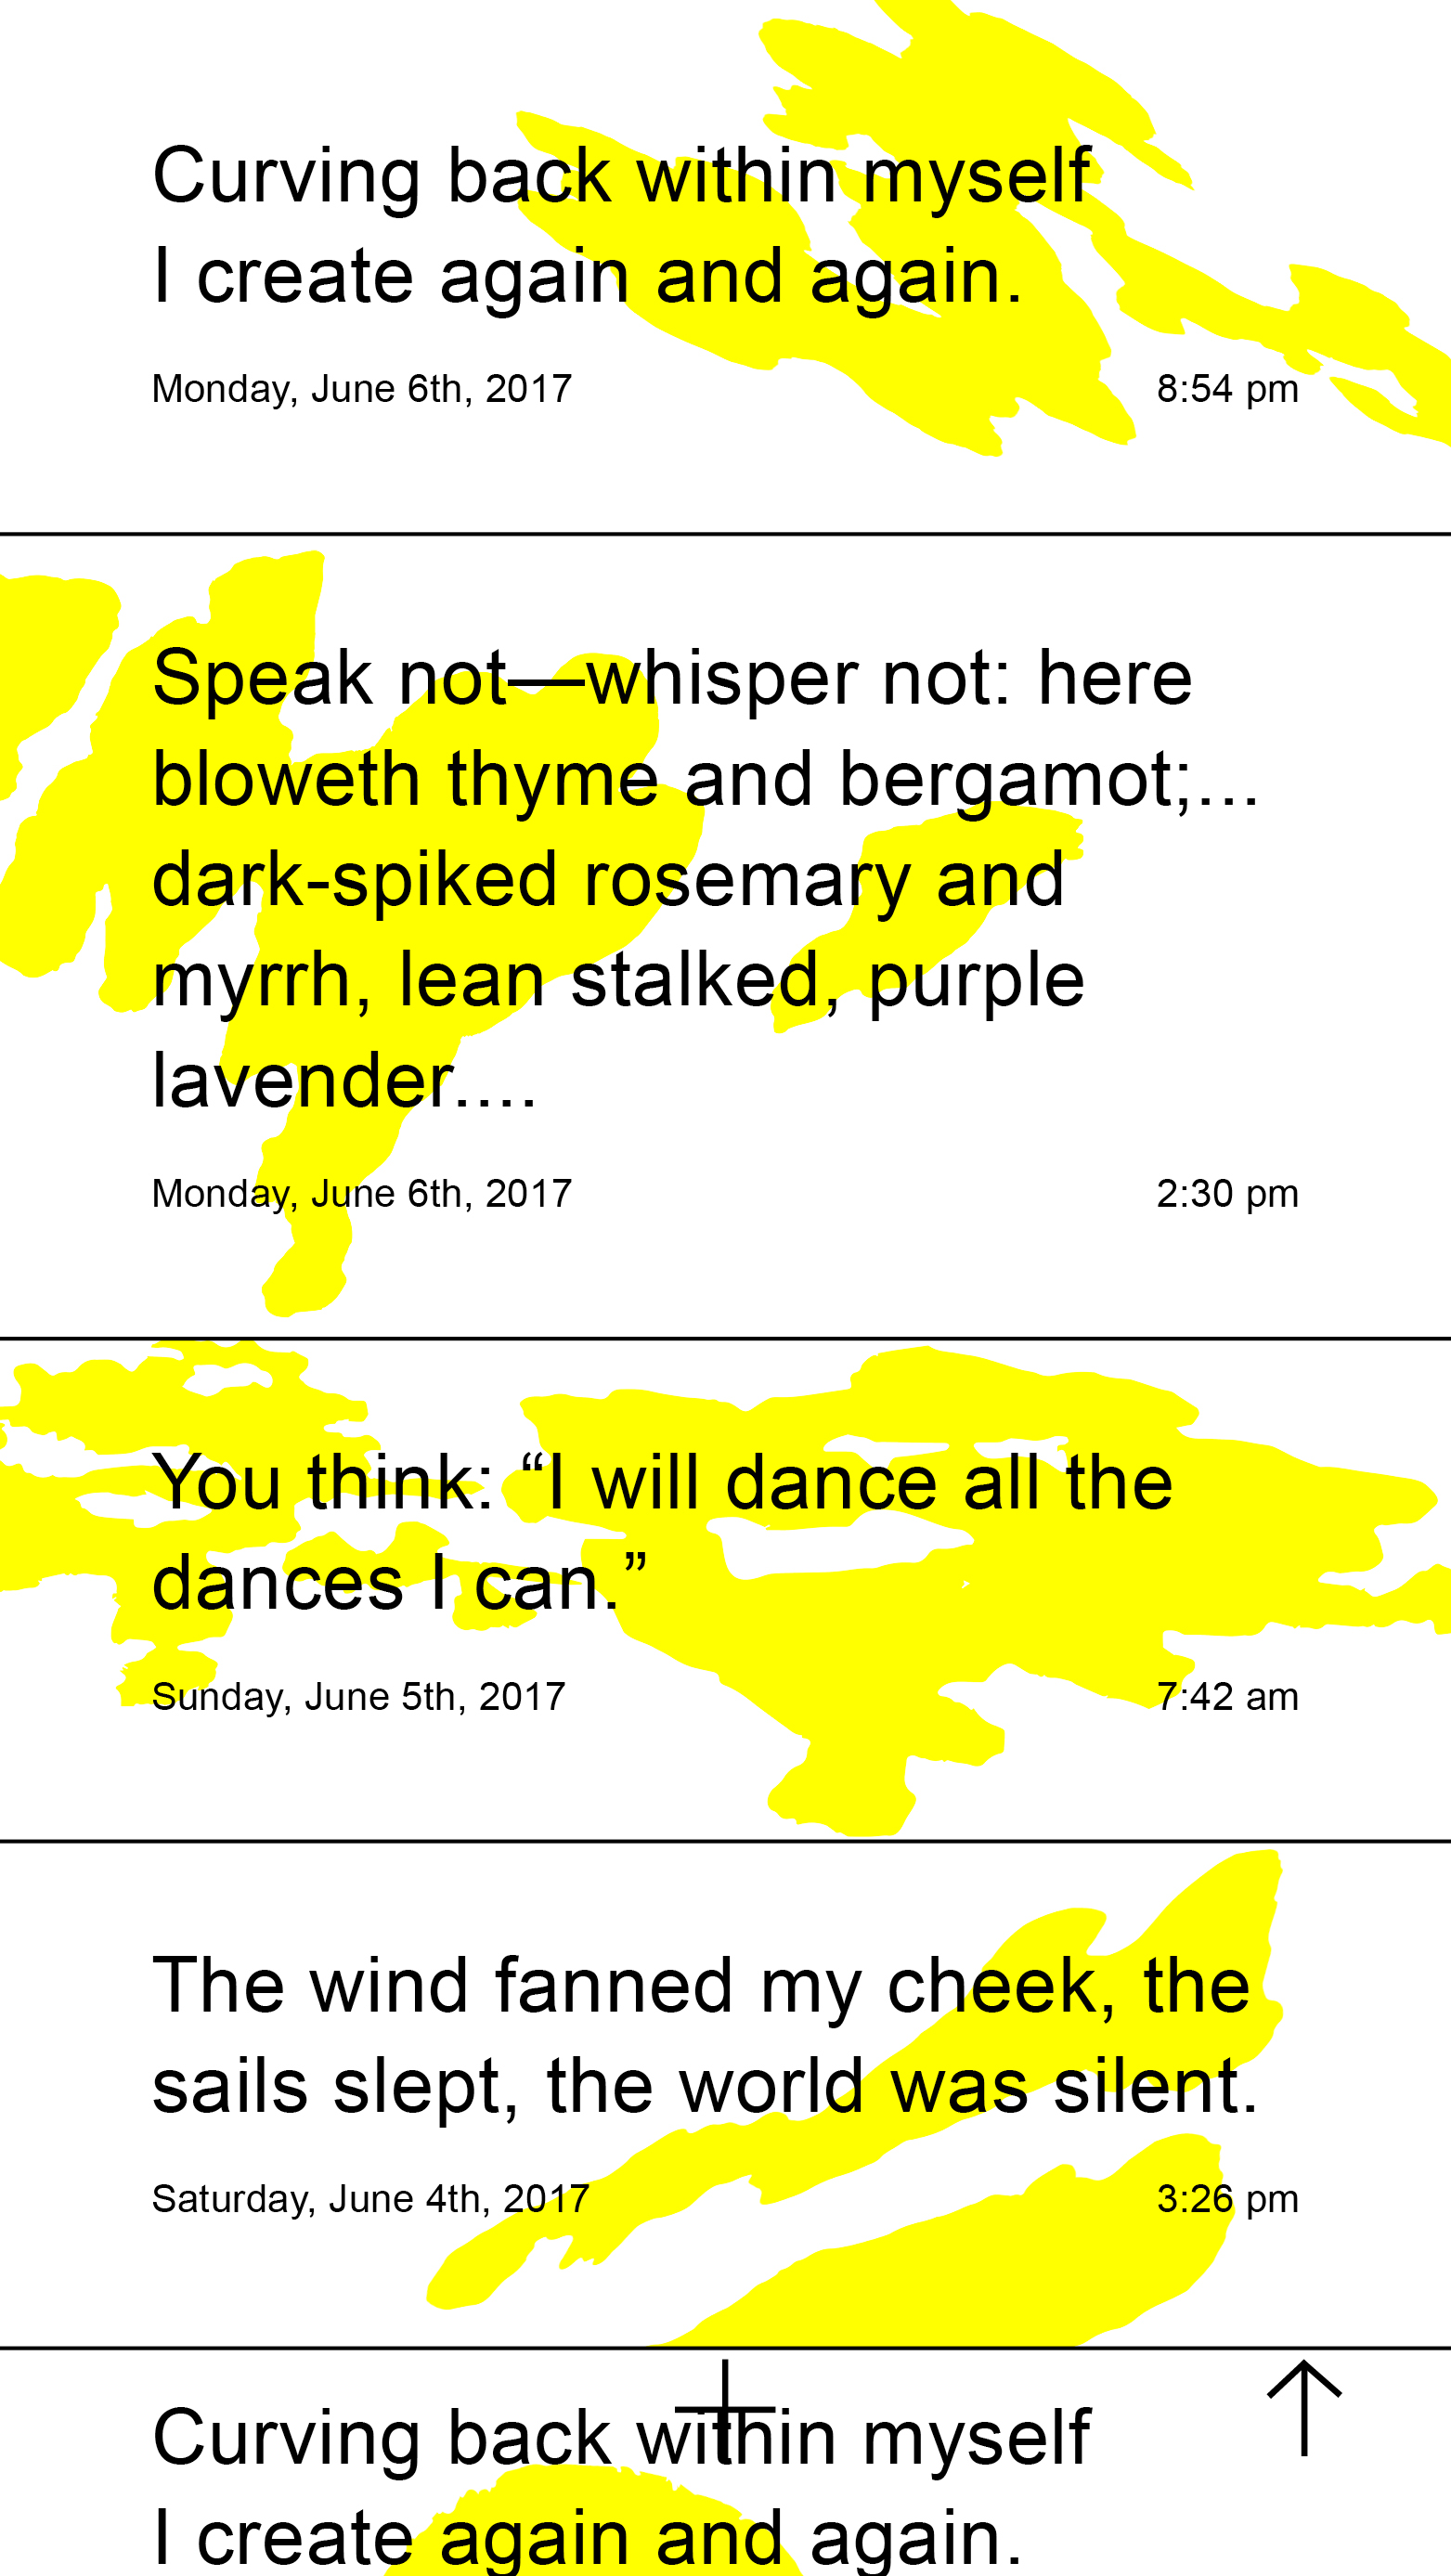 Curving back within myself
I create again and again.
Monday, June 6th, 2017 8:54 pm
Speak not—whisper not: here
bloweth thyme and bergamot;...
dark-spiked rosemary and
myrrh, lean stalked, purple
lavender....
Monday, June 6th, 2017 2:30 pm
You think: “I will dance all the
dances I can.”
Sunday, June 5th, 2017 7:42 am
The wind fanned my cheek, the
sails slept, the world was silent.
Saturday, June 4th, 2017 3:26 pm
Curving back within myself
I create again and again.